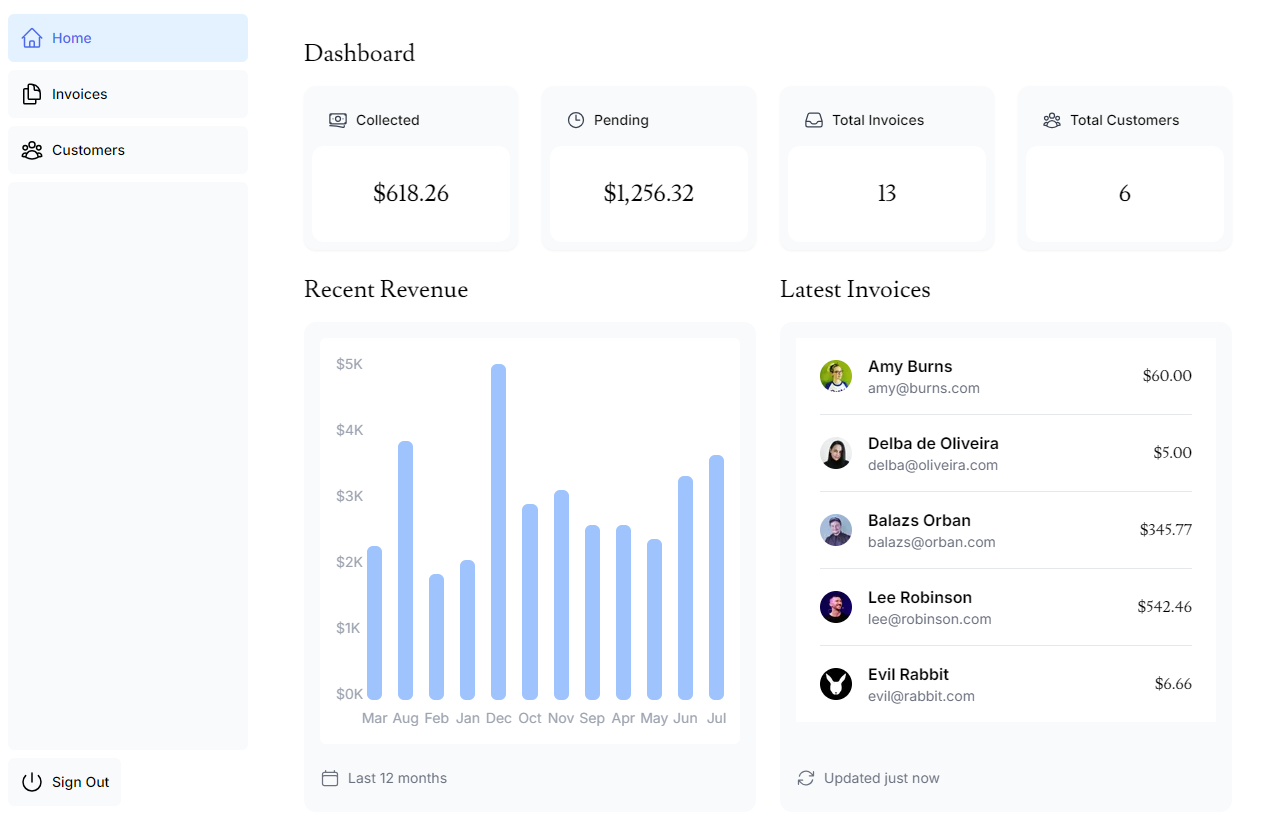 Home
Invoices
Customers
Sign Out
Dashboard
Collected
$618.26
Pending
$1,256.32
Total Invoices
13
Total Customers
6
Recent Revenue
$5K
$4K
$3K
$2K
$1K
$0K
Mar Aug Feb Jan Dec Oct Nov Sep Apr May Jun Jul
Last 12 months
Latest Invoices
Amy Burns
amy@burns.com
$60.00
Delba de Oliveira
delba@oliveira.com
$5.00
Balazs Orban
balazs@orban.com
$345.77
Lee Robinson
lee@robinson.com
$542.46
Evil Rabbit
evil@rabbit.com
$6.66
Updated just now